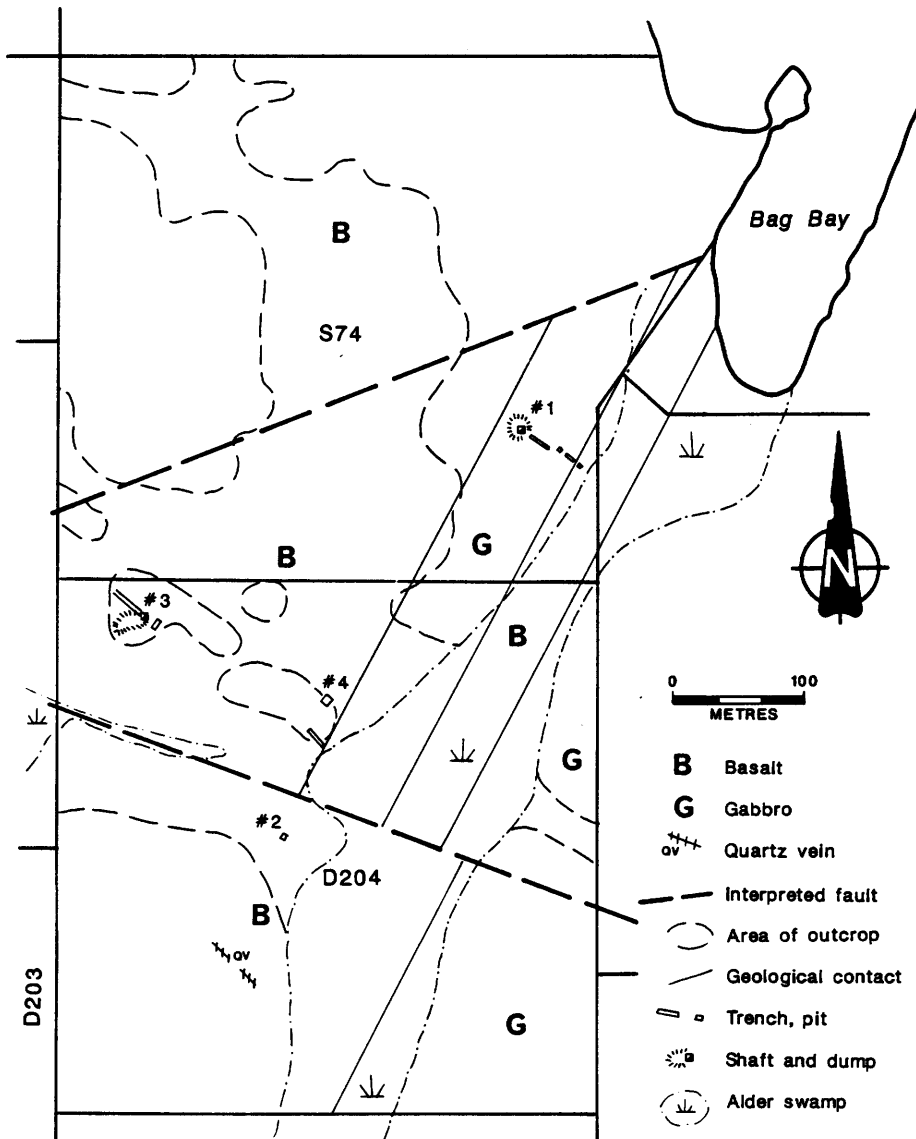 Bag Bay
B
S74
#1
G
B
#3
B
#4
N
0 100
METRES
G
B Basalt
G Gabbro
QV Quartz vein
#2
D204
Interpreted fault
B
Area of outcrop
QV
Geological contact
D203
G
Trench, pit
Shaft and dump
Alder swamp